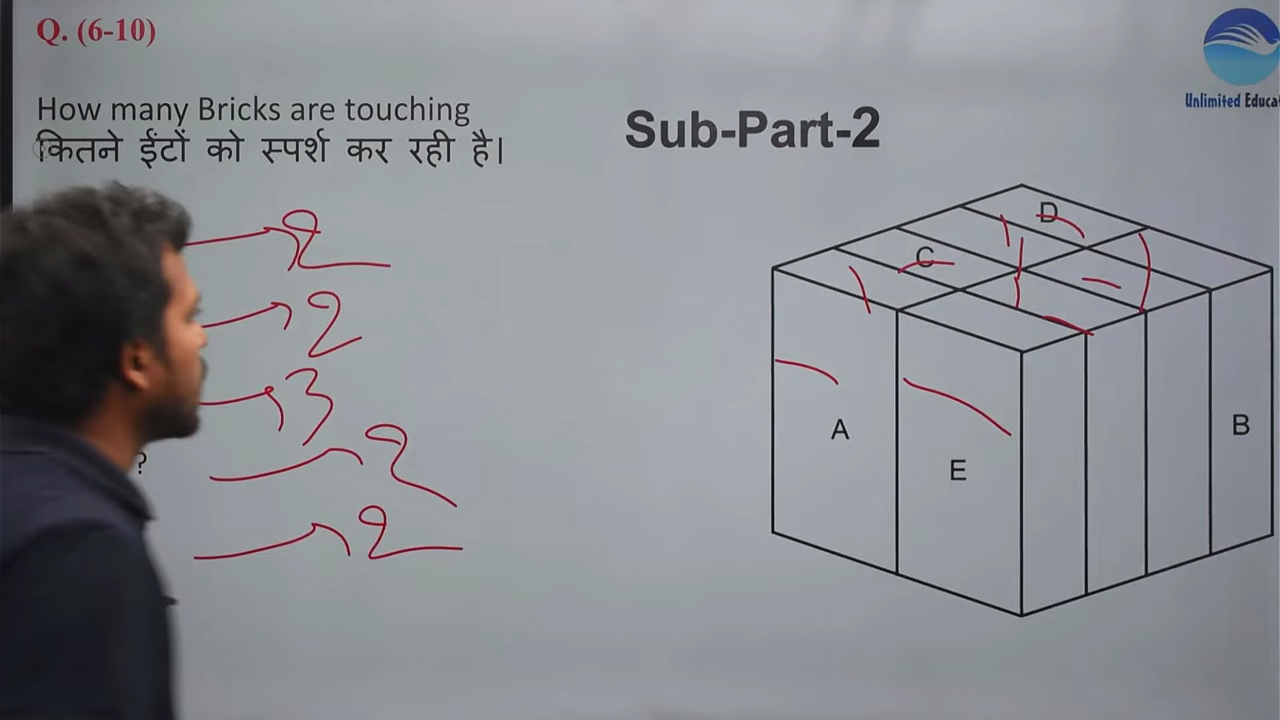 Q. (6-10)
Unlimited Educa
How many Bricks are touching
कितने ईंटों को स्पर्श कर रही है।
Sub-Part-2
2
2
3
?
2
2
D
C
A
E
B